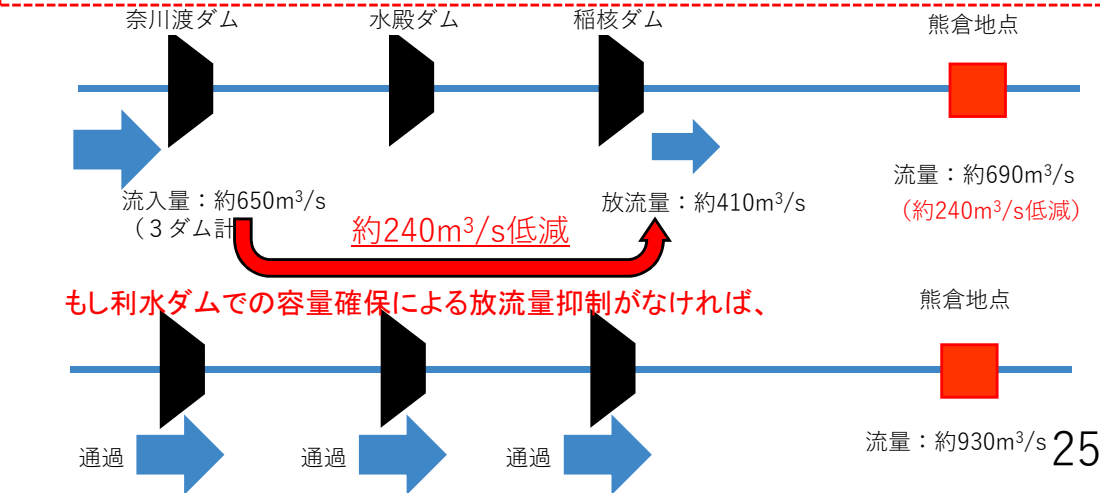 奈川渡ダム 水殿ダム 稲核ダム 熊倉地点
流入量：約650m³/s
（３ダム計
約240m³/s低減
放流量：約410m³/s
流量：約690m³/s
（約240m³/s低減）
もし利水ダムでの容量確保による放流量抑制がなければ、
熊倉地点
通過 通過 通過
流量：約930m³/s
25